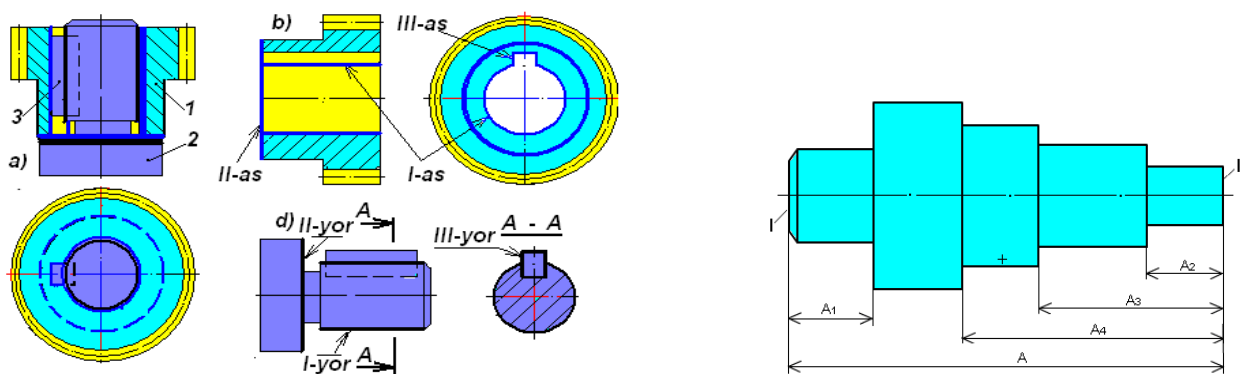 a)
3
1
2
b)
III-as
II-as
I-as
d)
II-yor
A
III-yor
A - A
I-yor
A
I
I
A1
A2
A3
A4
A